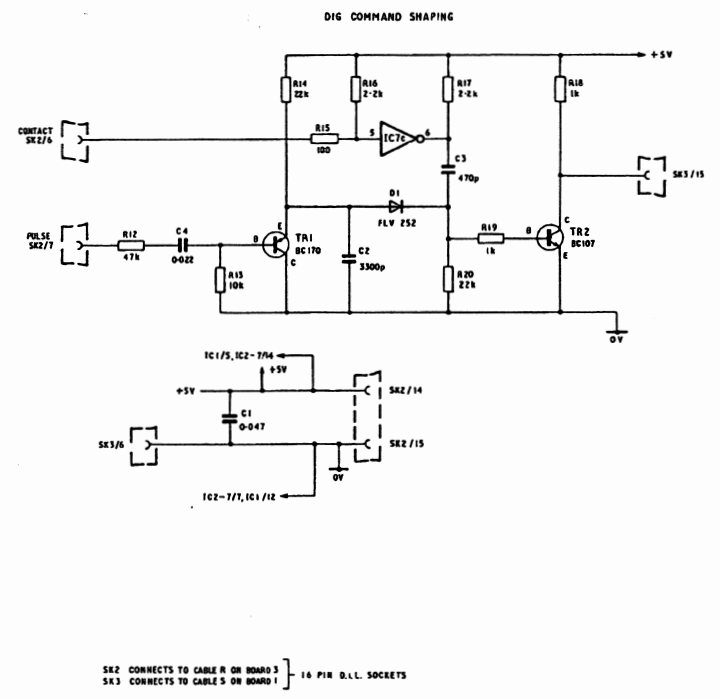 DIG COMMAND SHAPING
+5V
R14
22k
R16
2-2k
R17
2-2k
R18
1k
CONTACT
SK2/6
R15
100
5
IC7c
6
C3
470p
SK3/15
D1
FLV 252
PULSE
SK2/7
R12
47k
C4
0-022
B
E
C
TR1
BC170
R13
10k
C2
3300p
R19
1k
B
C
E
TR2
BC107
R20
22k
0V
IC1/5, IC2-7/14
+5V
+5V
SK2/14
C1
0-047
SK3/6
SK2/15
0V
IC2-7/7, IC1/12
SK2 CONNECTS TO CABLE R ON BOARD 3
SK3 CONNECTS TO CABLE S ON BOARD 1
16 PIN D.I.L. SOCKETS